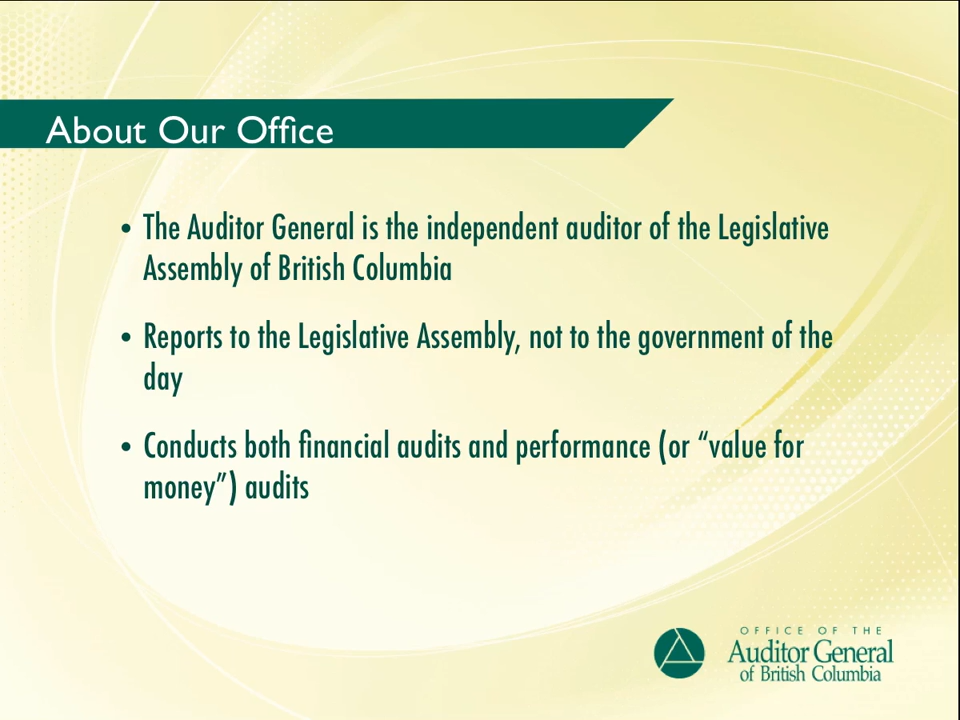 About Our Office
• The Auditor General is the independent auditor of the Legislative
Assembly of British Columbia
• Reports to the Legislative Assembly, not to the government of the
day
• Conducts both financial audits and performance (or “value for
money”) audits
OFFICE OF THE
Auditor General
of British Columbia